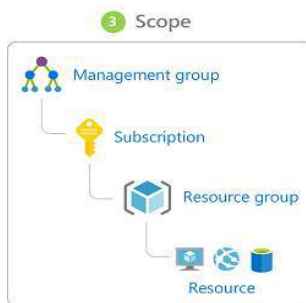 3 Scope
Management group
Subscription
Resource group
Resource